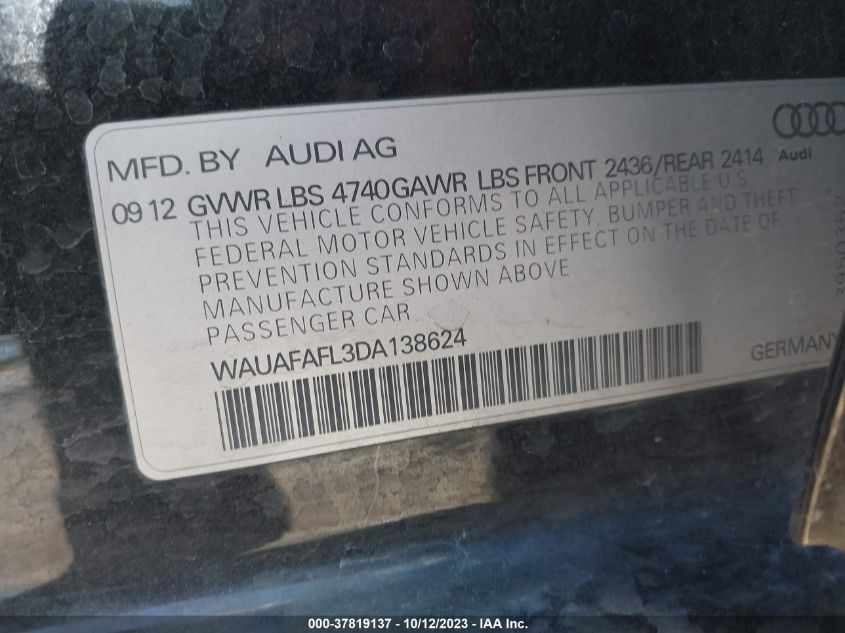 MFD. BY AUDI AG
Audi
09 12 GVWR LBS 4740 GAWR LBS FRONT 2436/REAR 2414
THIS VEHICLE CONFORMS TO ALL APPLICABLE U.S.
FEDERAL MOTOR VEHICLE SAFETY, BUMPER AND THEFT
PREVENTION STANDARDS IN EFFECT ON THE DATE OF
MANUFACTURE SHOWN ABOVE.
PASSENGER CAR.
WAUAFAFL3DA138624
GERMANY
000-37819137 - 10/12/2023 - IAA Inc.